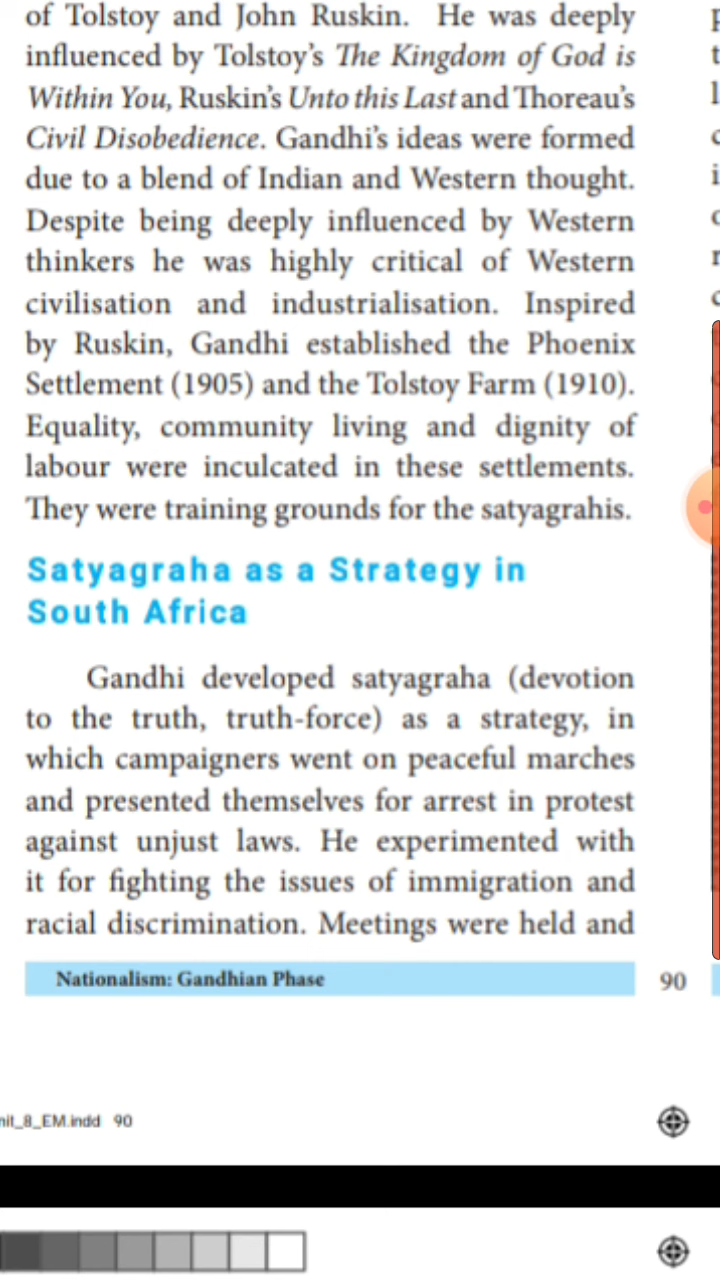 of Tolstoy and John Ruskin. He was deeply
influenced by Tolstoy's The Kingdom of God is
Within You, Ruskin's Unto this Last and Thoreau's
Civil Disobedience. Gandhi's ideas were formed
due to a blend of Indian and Western thought.
Despite being deeply influenced by Western
thinkers he was highly critical of Western
civilisation and industrialisation. Inspired
by Ruskin, Gandhi established the Phoenix
Settlement (1905) and the Tolstoy Farm (1910).
Equality, community living and dignity of
labour were inculcated in these settlements.
They were training grounds for the satyagrahis.
Satyagraha as a Strategy in
South Africa
Gandhi developed satyagraha (devotion
to the truth, truth-force) as a strategy, in
which campaigners went on peaceful marches
and presented themselves for arrest in protest
against unjust laws. He experimented with
it for fighting the issues of immigration and
racial discrimination. Meetings were held and
Nationalism: Gandhian Phase 90
nit_8_EM.indd 90